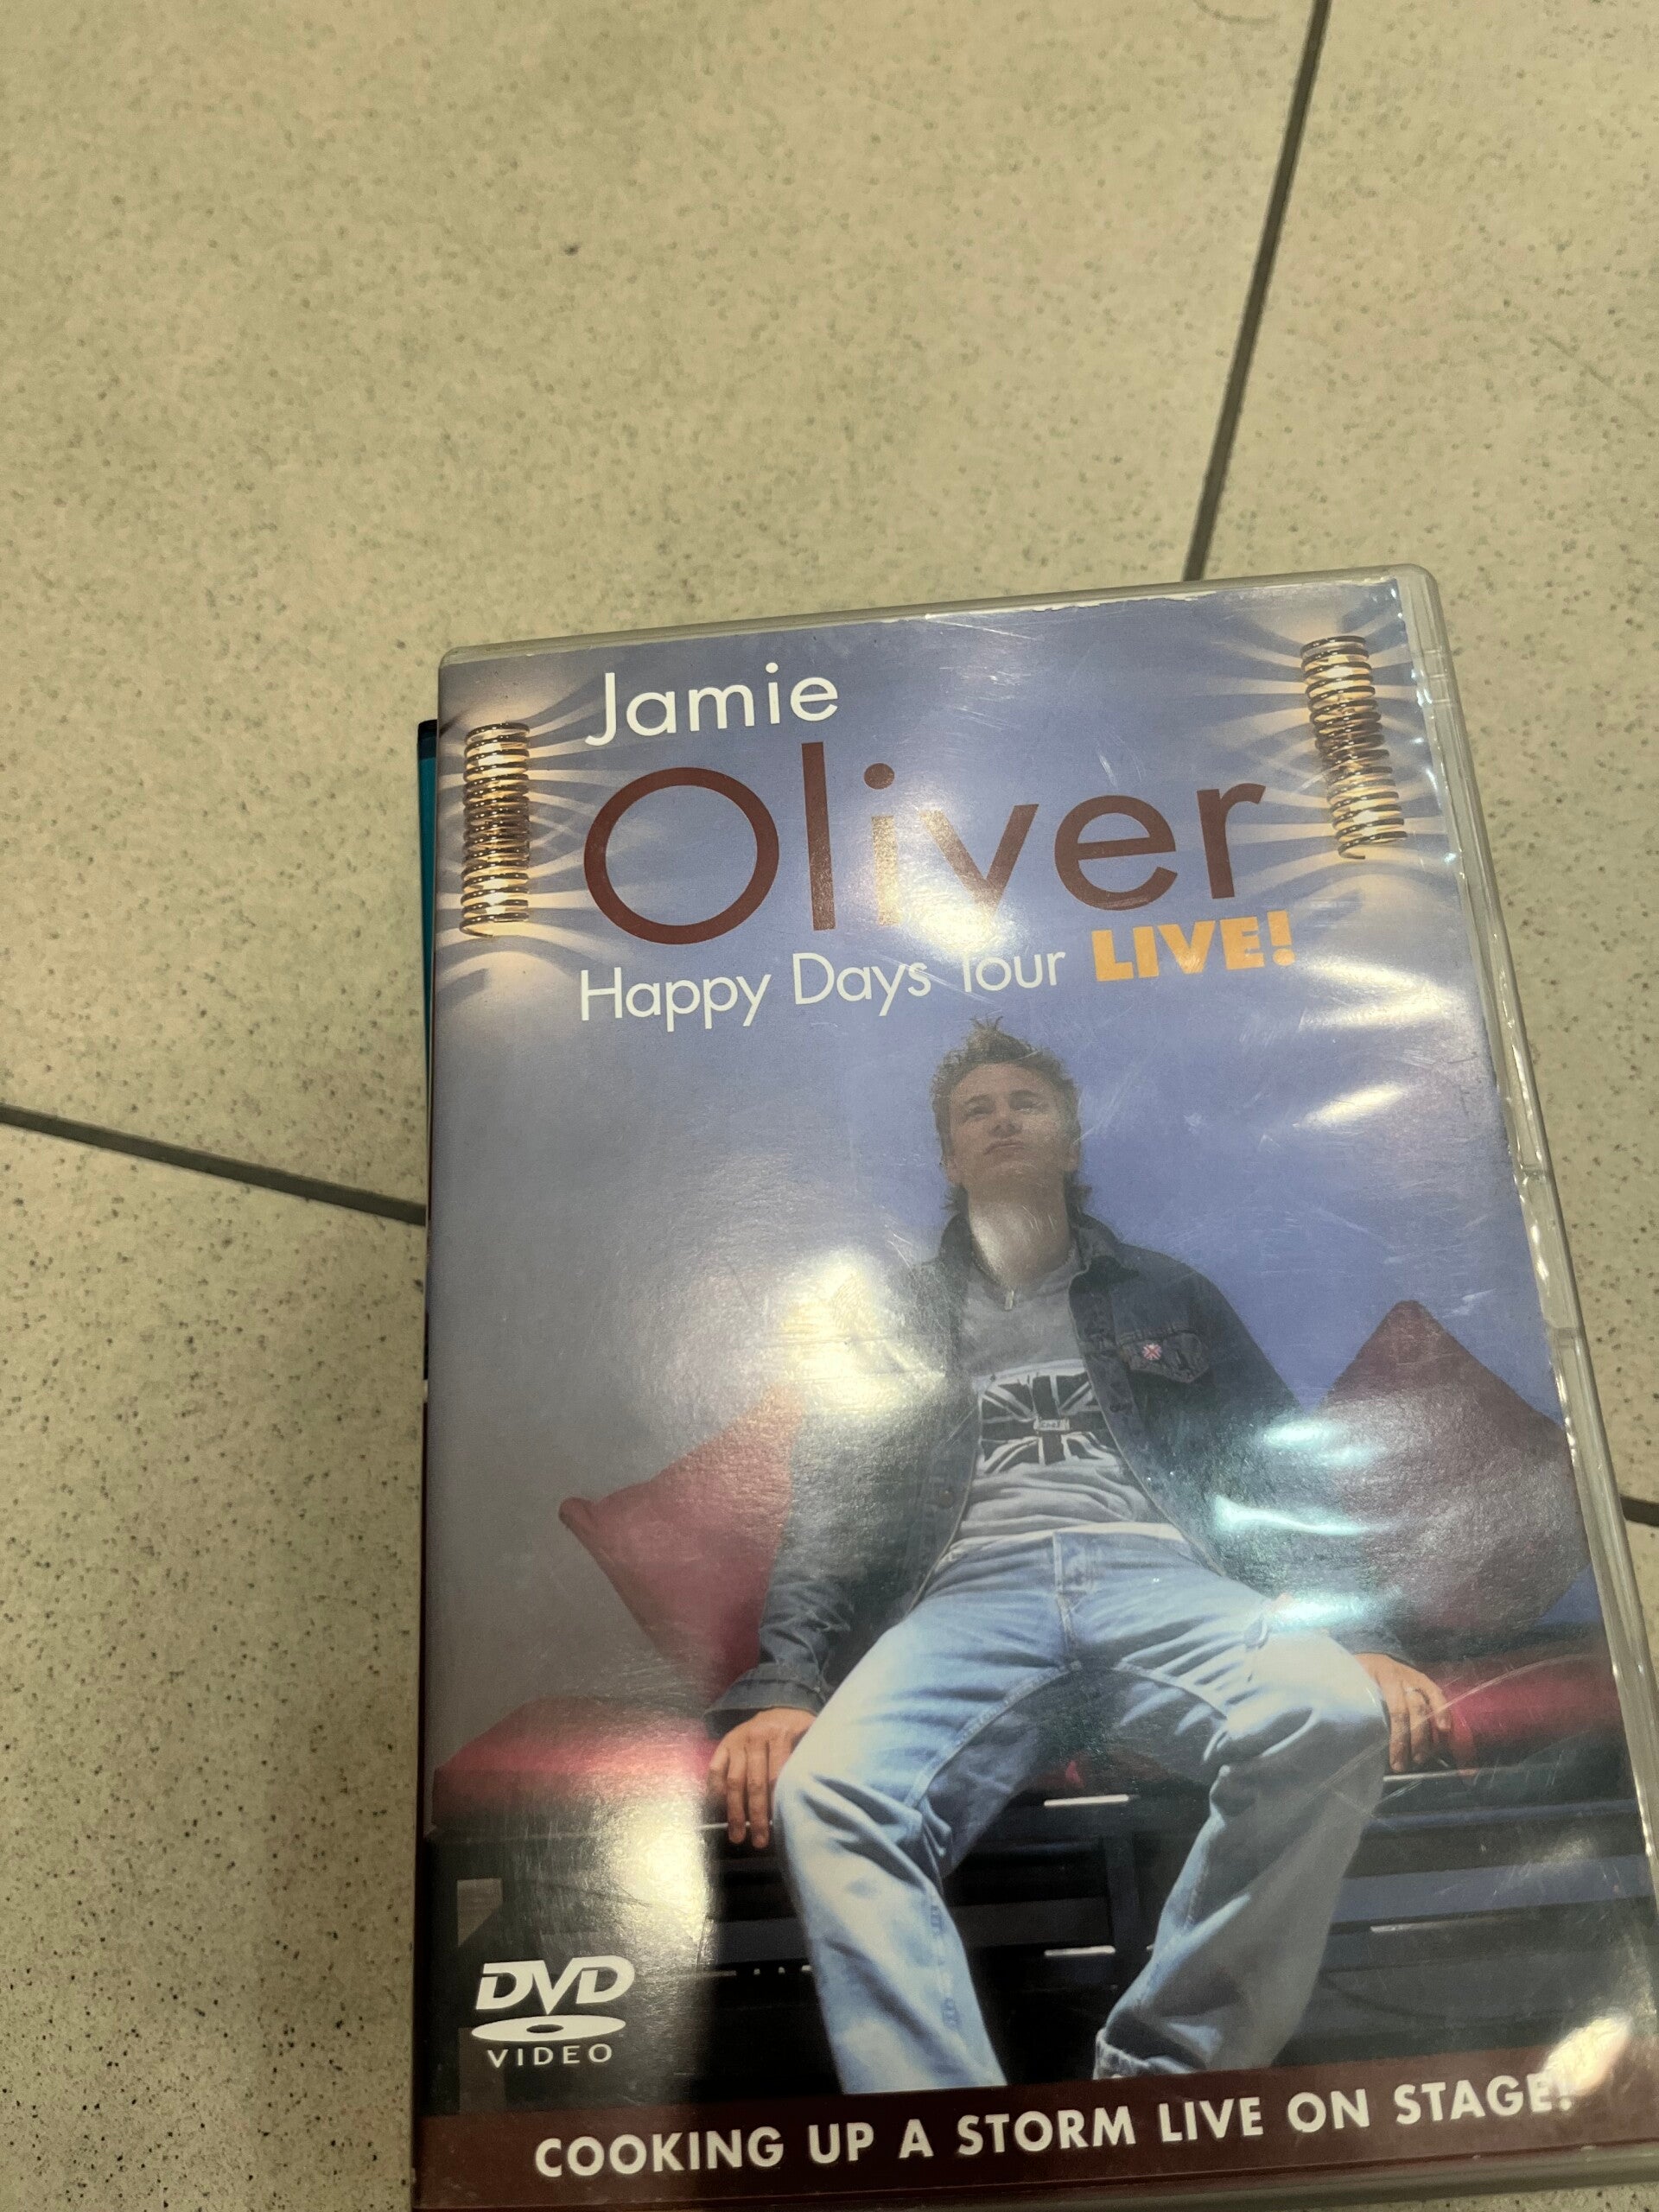 Jamie
Oliver
Happy Days Tour LIVE!
DVD
VIDEO
COOKING UP A STORM LIVE ON STAGE!